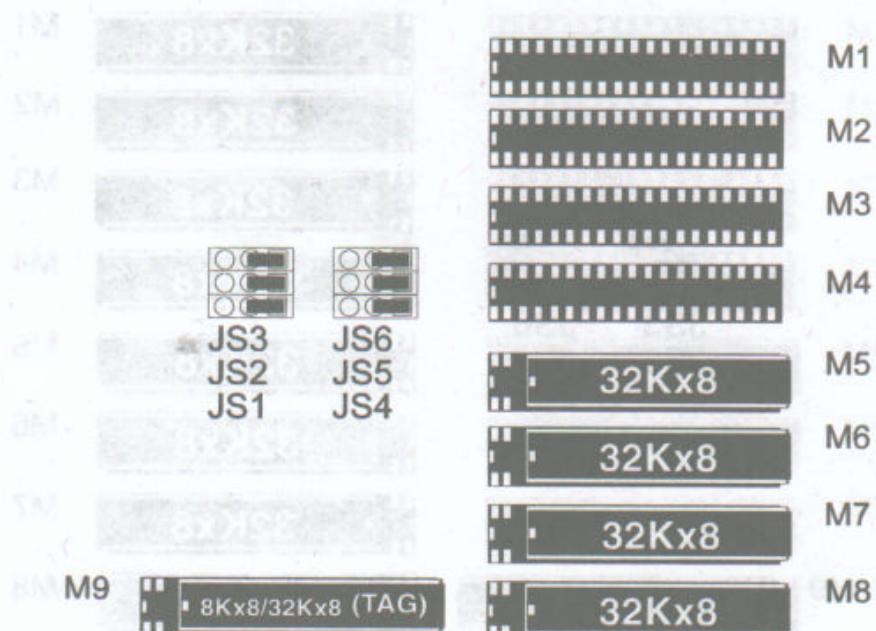 M1
M2
M3
M4
JS3 JS6
JS2 JS5
JS1 JS4
32Kx8 M5
32Kx8 M6
32Kx8 M7
M9 8Kx8/32Kx8 (TAG) 32Kx8 M8